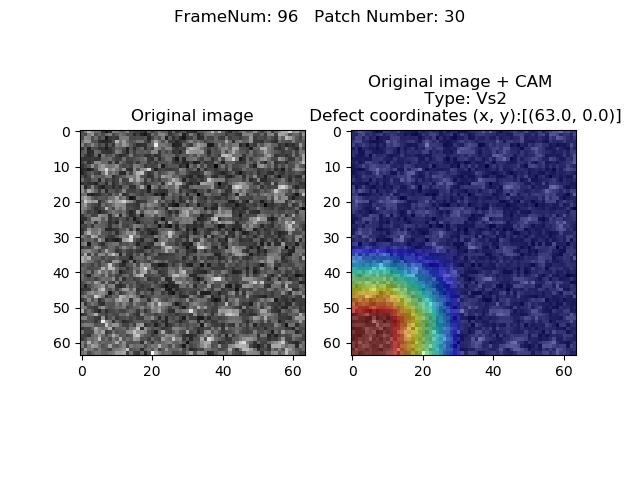 FrameNum: 96   Patch Number: 30
Original image
Original image + CAM
Type: Vs2
Defect coordinates (x, y):[(63.0, 0.0)]
0
10
20
30
40
50
60
0 20 40 60
0
10
20
30
40
50
60
0 20 40 60